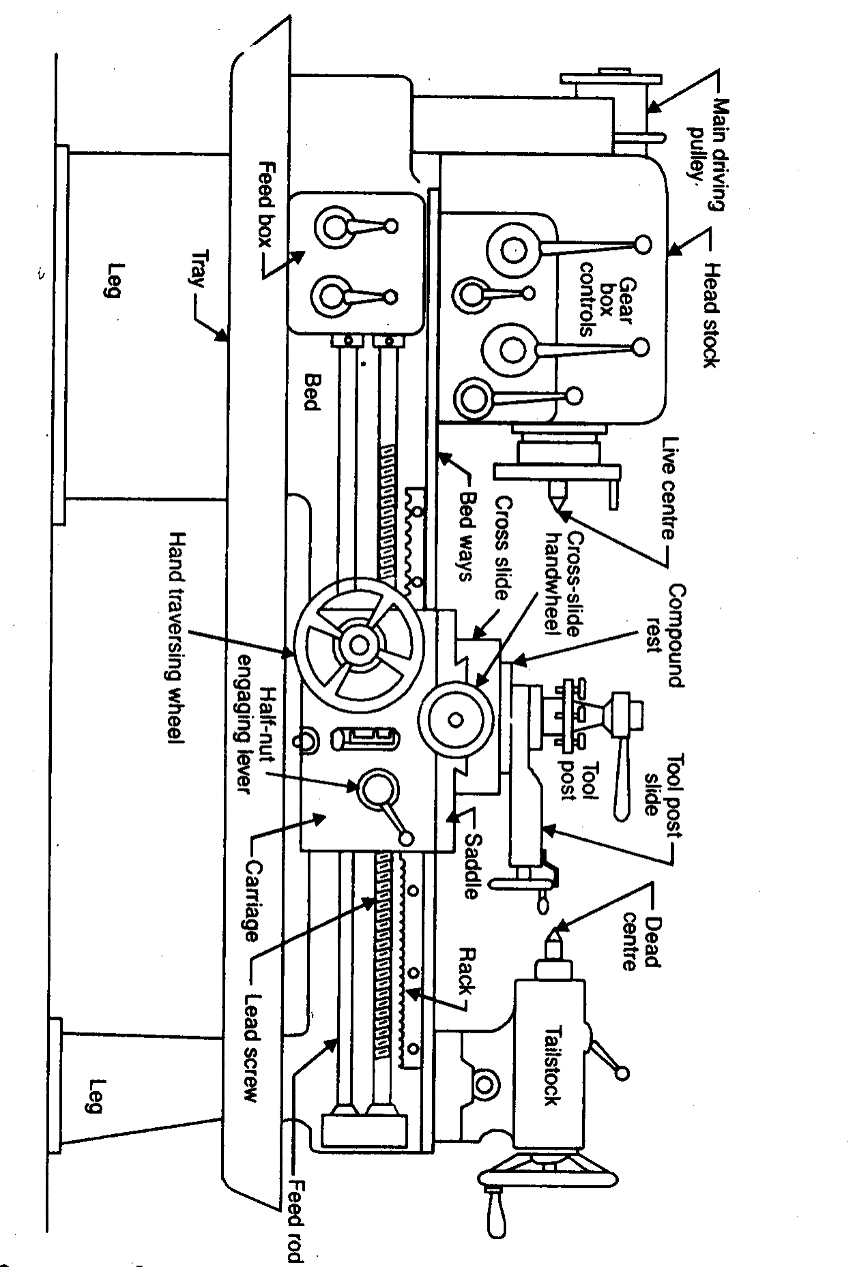 Main driving
pulley.
Head stock
Gear
box
controls
Live centre
Compound
rest
Tool post
slide
Tool
post
Dead
centre
Cross-slide
handwheel
Cross slide
Bed ways
Saddle
Rack
Tailstock
Feed box
Bed
Tray
Leg
Hand traversing wheel
Half-nut
engaging lever
Carriage
Lead screw
Feed rod
Leg